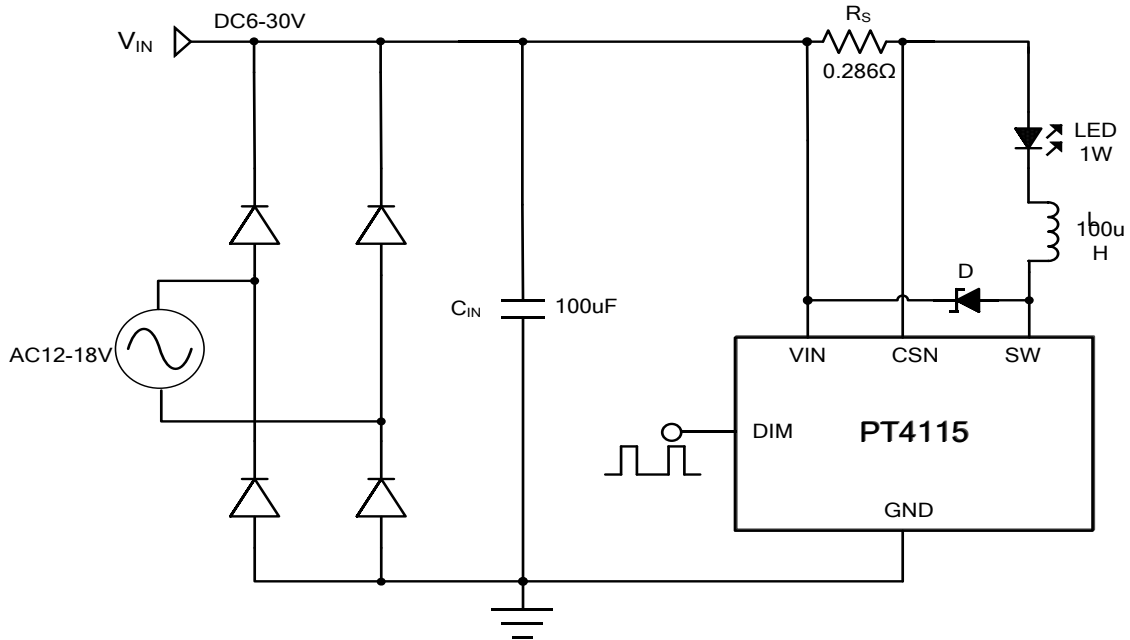 DC6-30V
VIN
RS
0.286Ω
LED
1W
L
100u
H
D
CIN
100uF
AC12-18V
VIN
CSN
SW
DIM
PT4115
GND